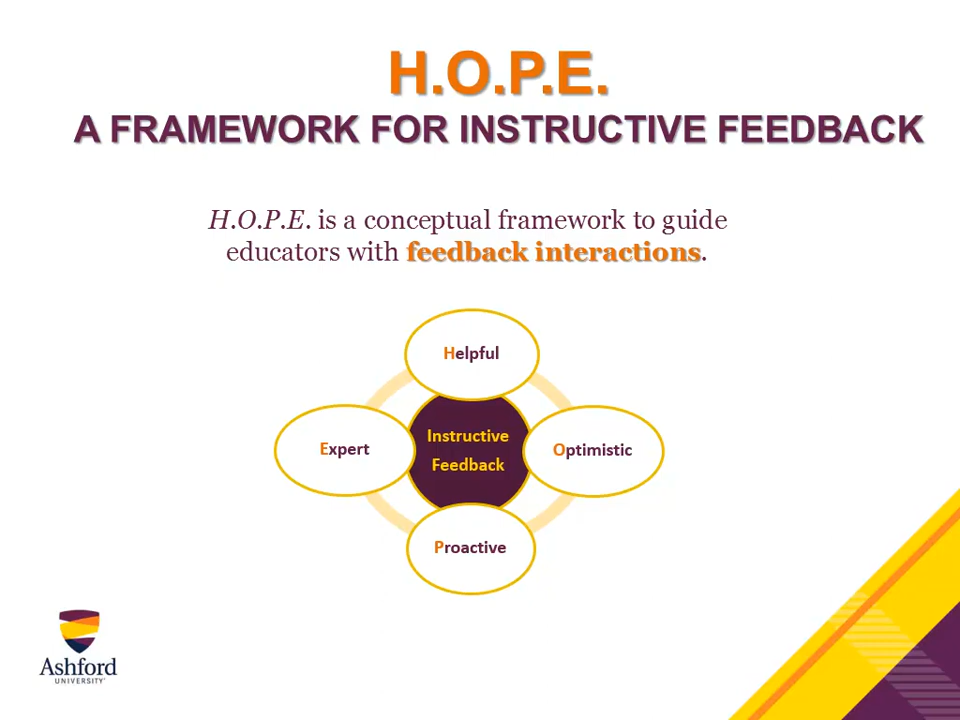 H.O.P.E.
A FRAMEWORK FOR INSTRUCTIVE FEEDBACK
H.O.P.E. is a conceptual framework to guide
educators with feedback interactions.
Helpful
Expert
Instructive
Feedback
Optimistic
Proactive
Ashford
UNIVERSITY